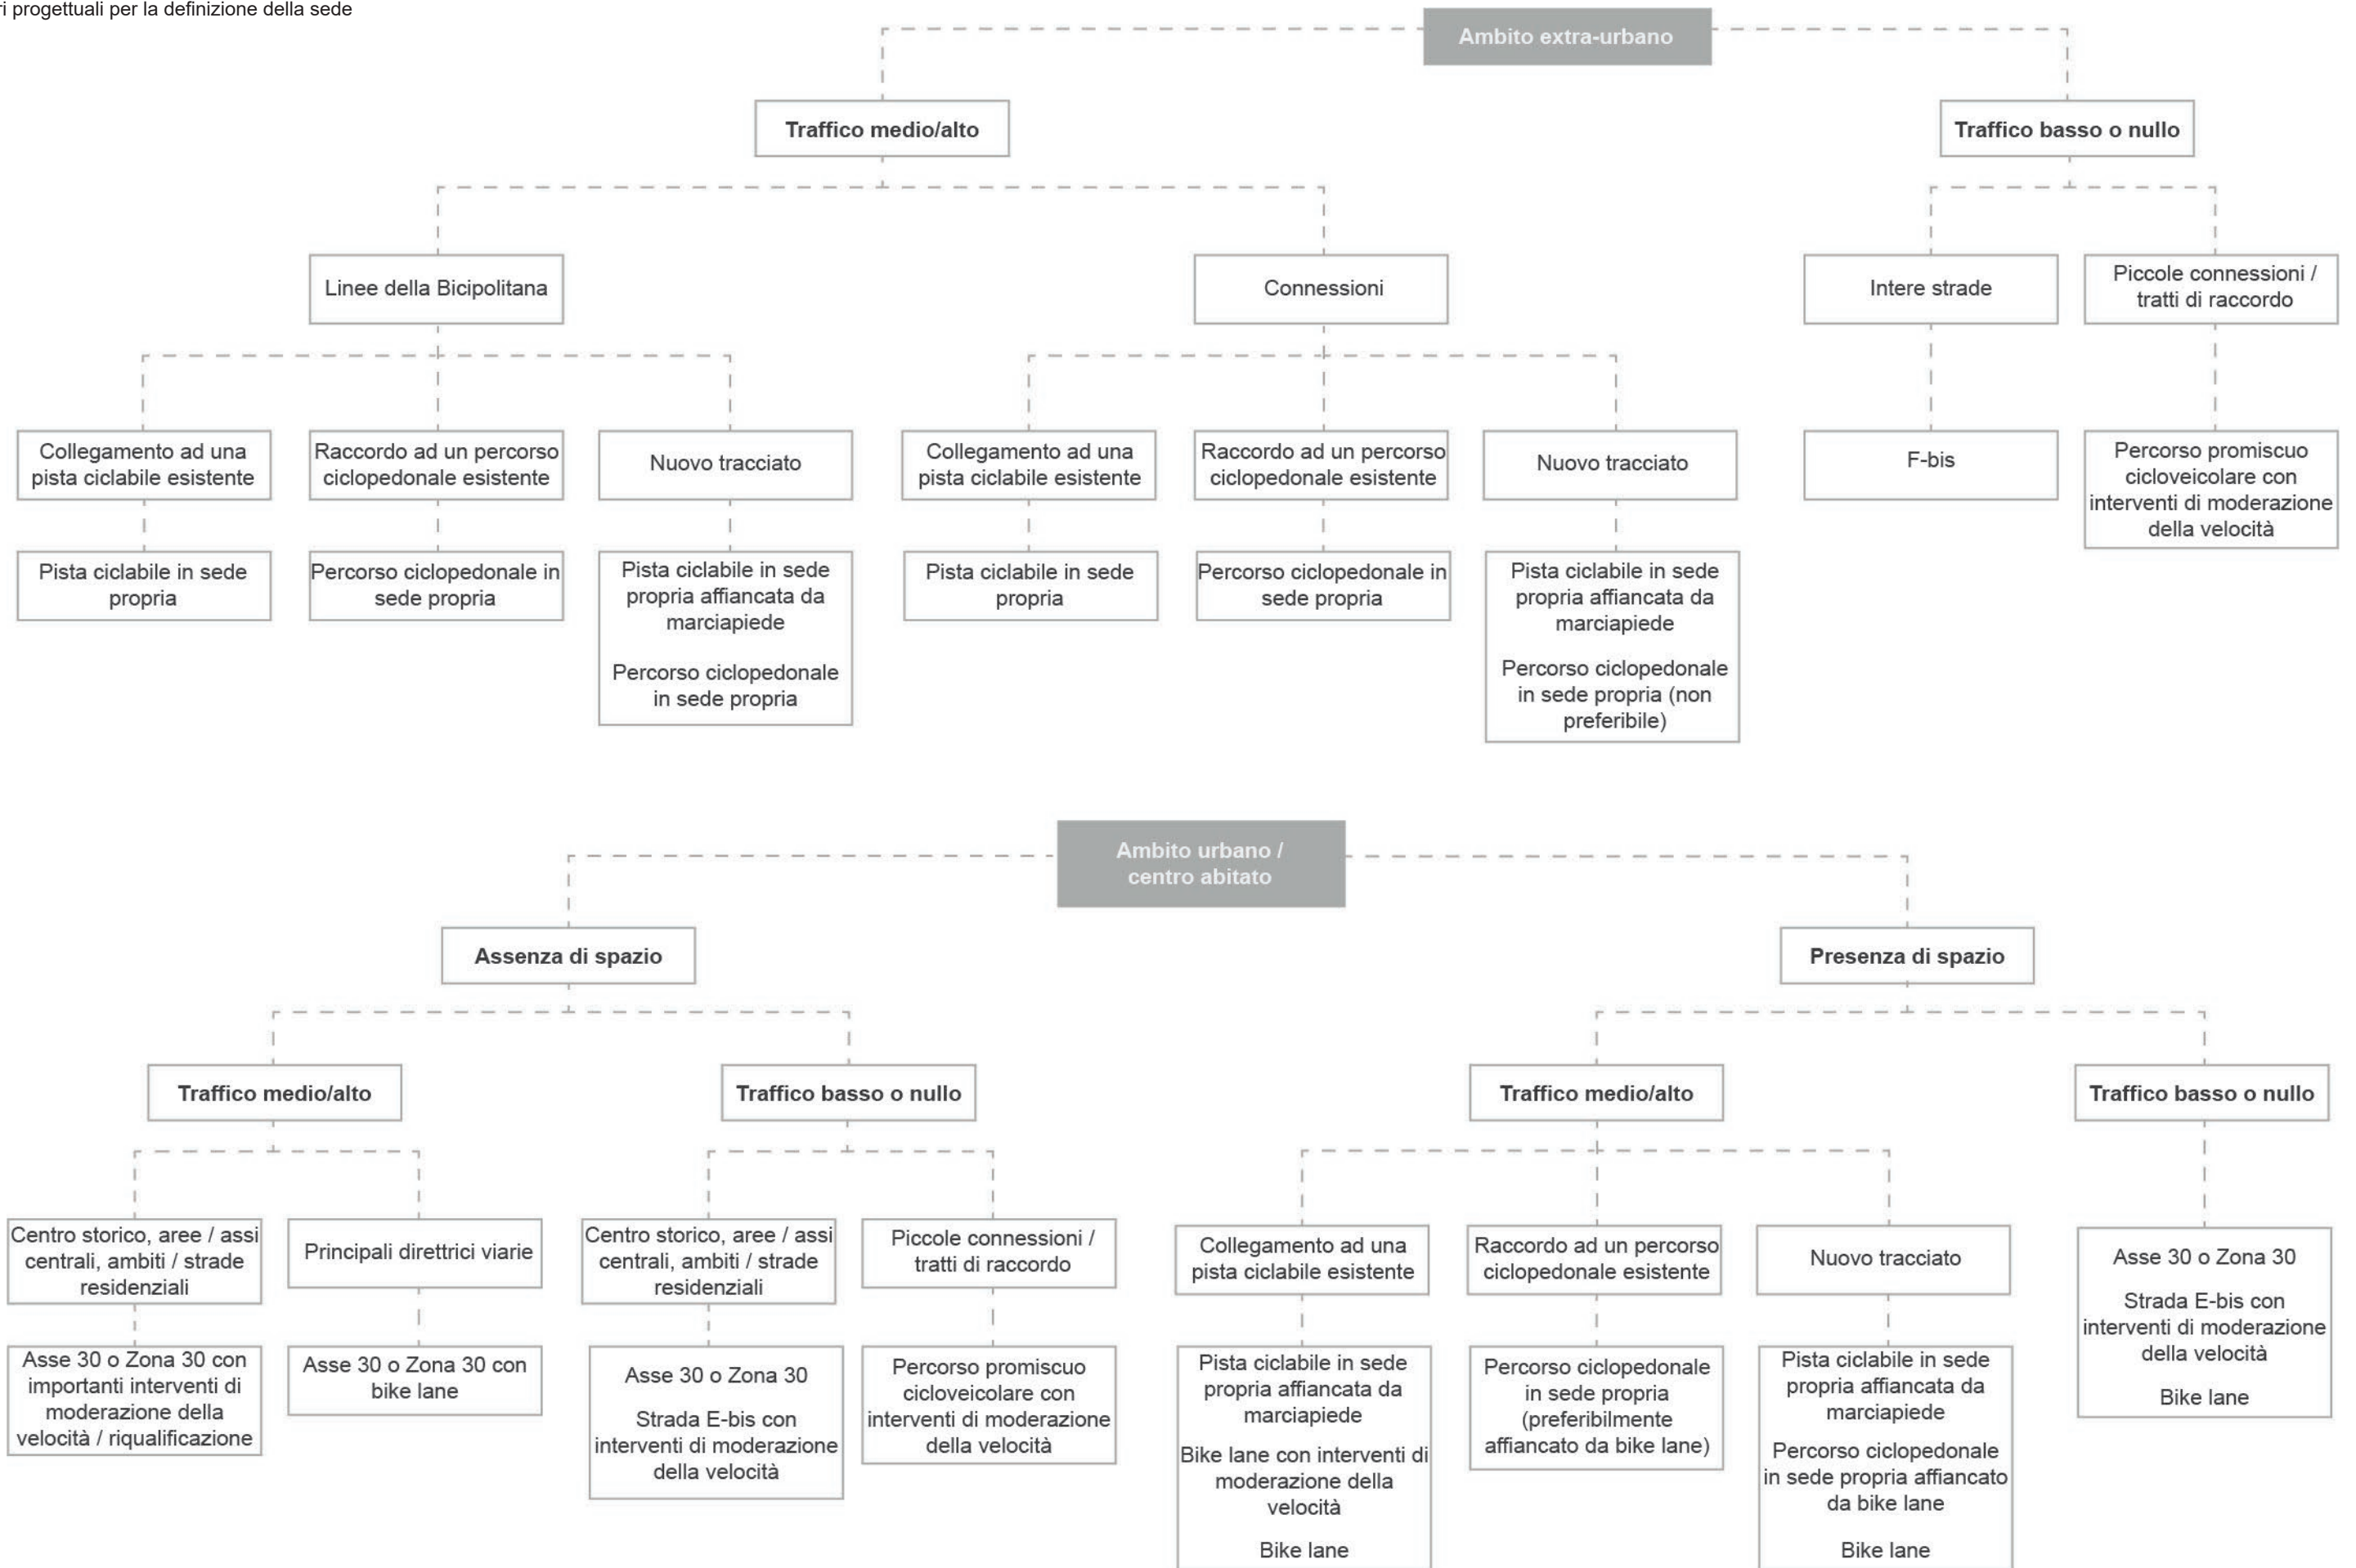 ri progettuali per la definizione della sede
Ambito extra-urbano
Traffico medio/alto
Traffico basso o nullo
Linee della Bicipolitana
Connessioni
Intere strade
Piccole connessioni /
tratti di raccordo
Collegamento ad una
pista ciclabile esistente
Raccordo ad un percorso
ciclopedonale esistente
Nuovo tracciato
Collegamento ad una
pista ciclabile esistente
Raccordo ad un percorso
ciclopedonale esistente
Nuovo tracciato
F-bis
Percorso promiscuo
cicloveicolare con
interventi di moderazione
della velocità
Pista ciclabile in sede
propria
Percorso ciclopedonale in
sede propria
Pista ciclabile in sede
propria affiancata da
marciapiede
Percorso ciclopedonale
in sede propria
Pista ciclabile in sede
propria
Percorso ciclopedonale in
sede propria
Pista ciclabile in sede
propria affiancata da
marciapiede
Percorso ciclopedonale
in sede propria (non
preferibile)
Ambito urbano /
centro abitato
Assenza di spazio
Presenza di spazio
Traffico medio/alto
Traffico basso o nullo
Traffico medio/alto
Traffico basso o nullo
Centro storico, aree / assi
centrali, ambiti / strade
residenziali
Principali direttrici viarie
Centro storico, aree / assi
centrali, ambiti / strade
residenziali
Piccole connessioni /
tratti di raccordo
Collegamento ad una
pista ciclabile esistente
Raccordo ad un percorso
ciclopedonale esistente
Nuovo tracciato
Asse 30 o Zona 30
Strada E-bis con
interventi di moderazione
della velocità
Bike lane
Asse 30 o Zona 30 con
importanti interventi di
moderazione della
velocità / riqualificazione
Asse 30 o Zona 30 con
bike lane
Asse 30 o Zona 30
Strada E-bis con
interventi di moderazione
della velocità
Percorso promiscuo
cicloveicolare con
interventi di moderazione
della velocità
Pista ciclabile in sede
propria affiancata da
marciapiede
Bike lane con interventi di
moderazione della
velocità
Bike lane
Percorso ciclopedonale
in sede propria
(preferibilmente
affiancato da bike lane)
Pista ciclabile in sede
propria affiancata da
marciapiede
Percorso ciclopedonale
in sede propria affiancato
da bike lane
Bike lane